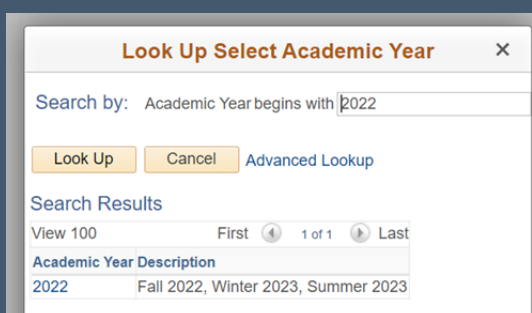 Look Up Select Academic Year ×
Search by: Academic Year begins with 2022
Look Up Cancel Advanced Lookup
Search Results
View 100 First 1 of 1 Last
Academic Year Description
2022 Fall 2022, Winter 2023, Summer 2023